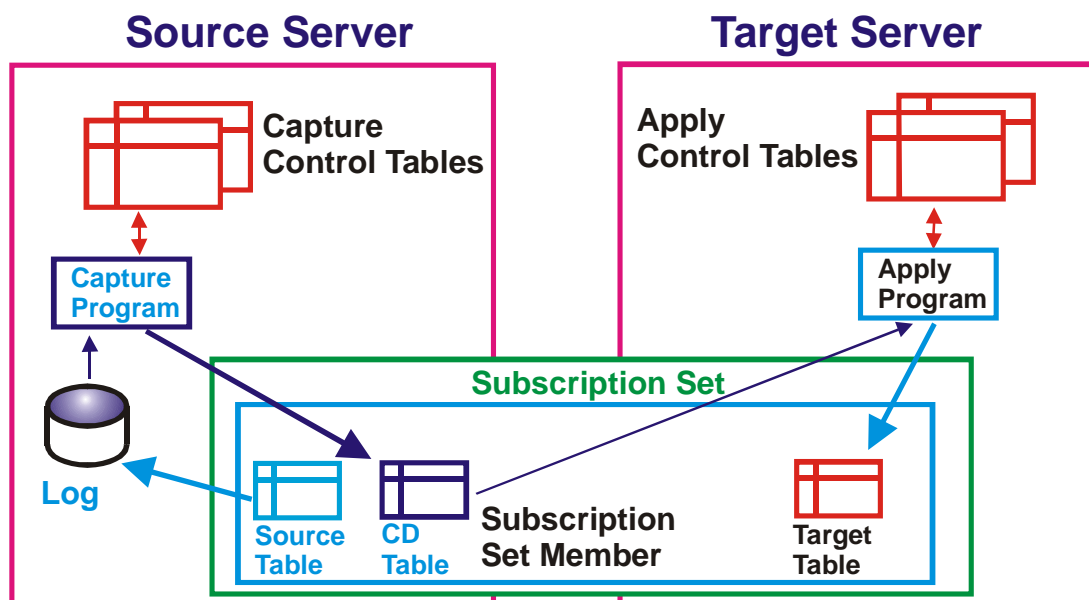 Source Server
Target Server
Capture
Control Tables
Apply
Control Tables
Capture
Program
Apply
Program
Subscription Set
Log
Source
Table
CD
Table
Subscription
Set Member
Target
Table